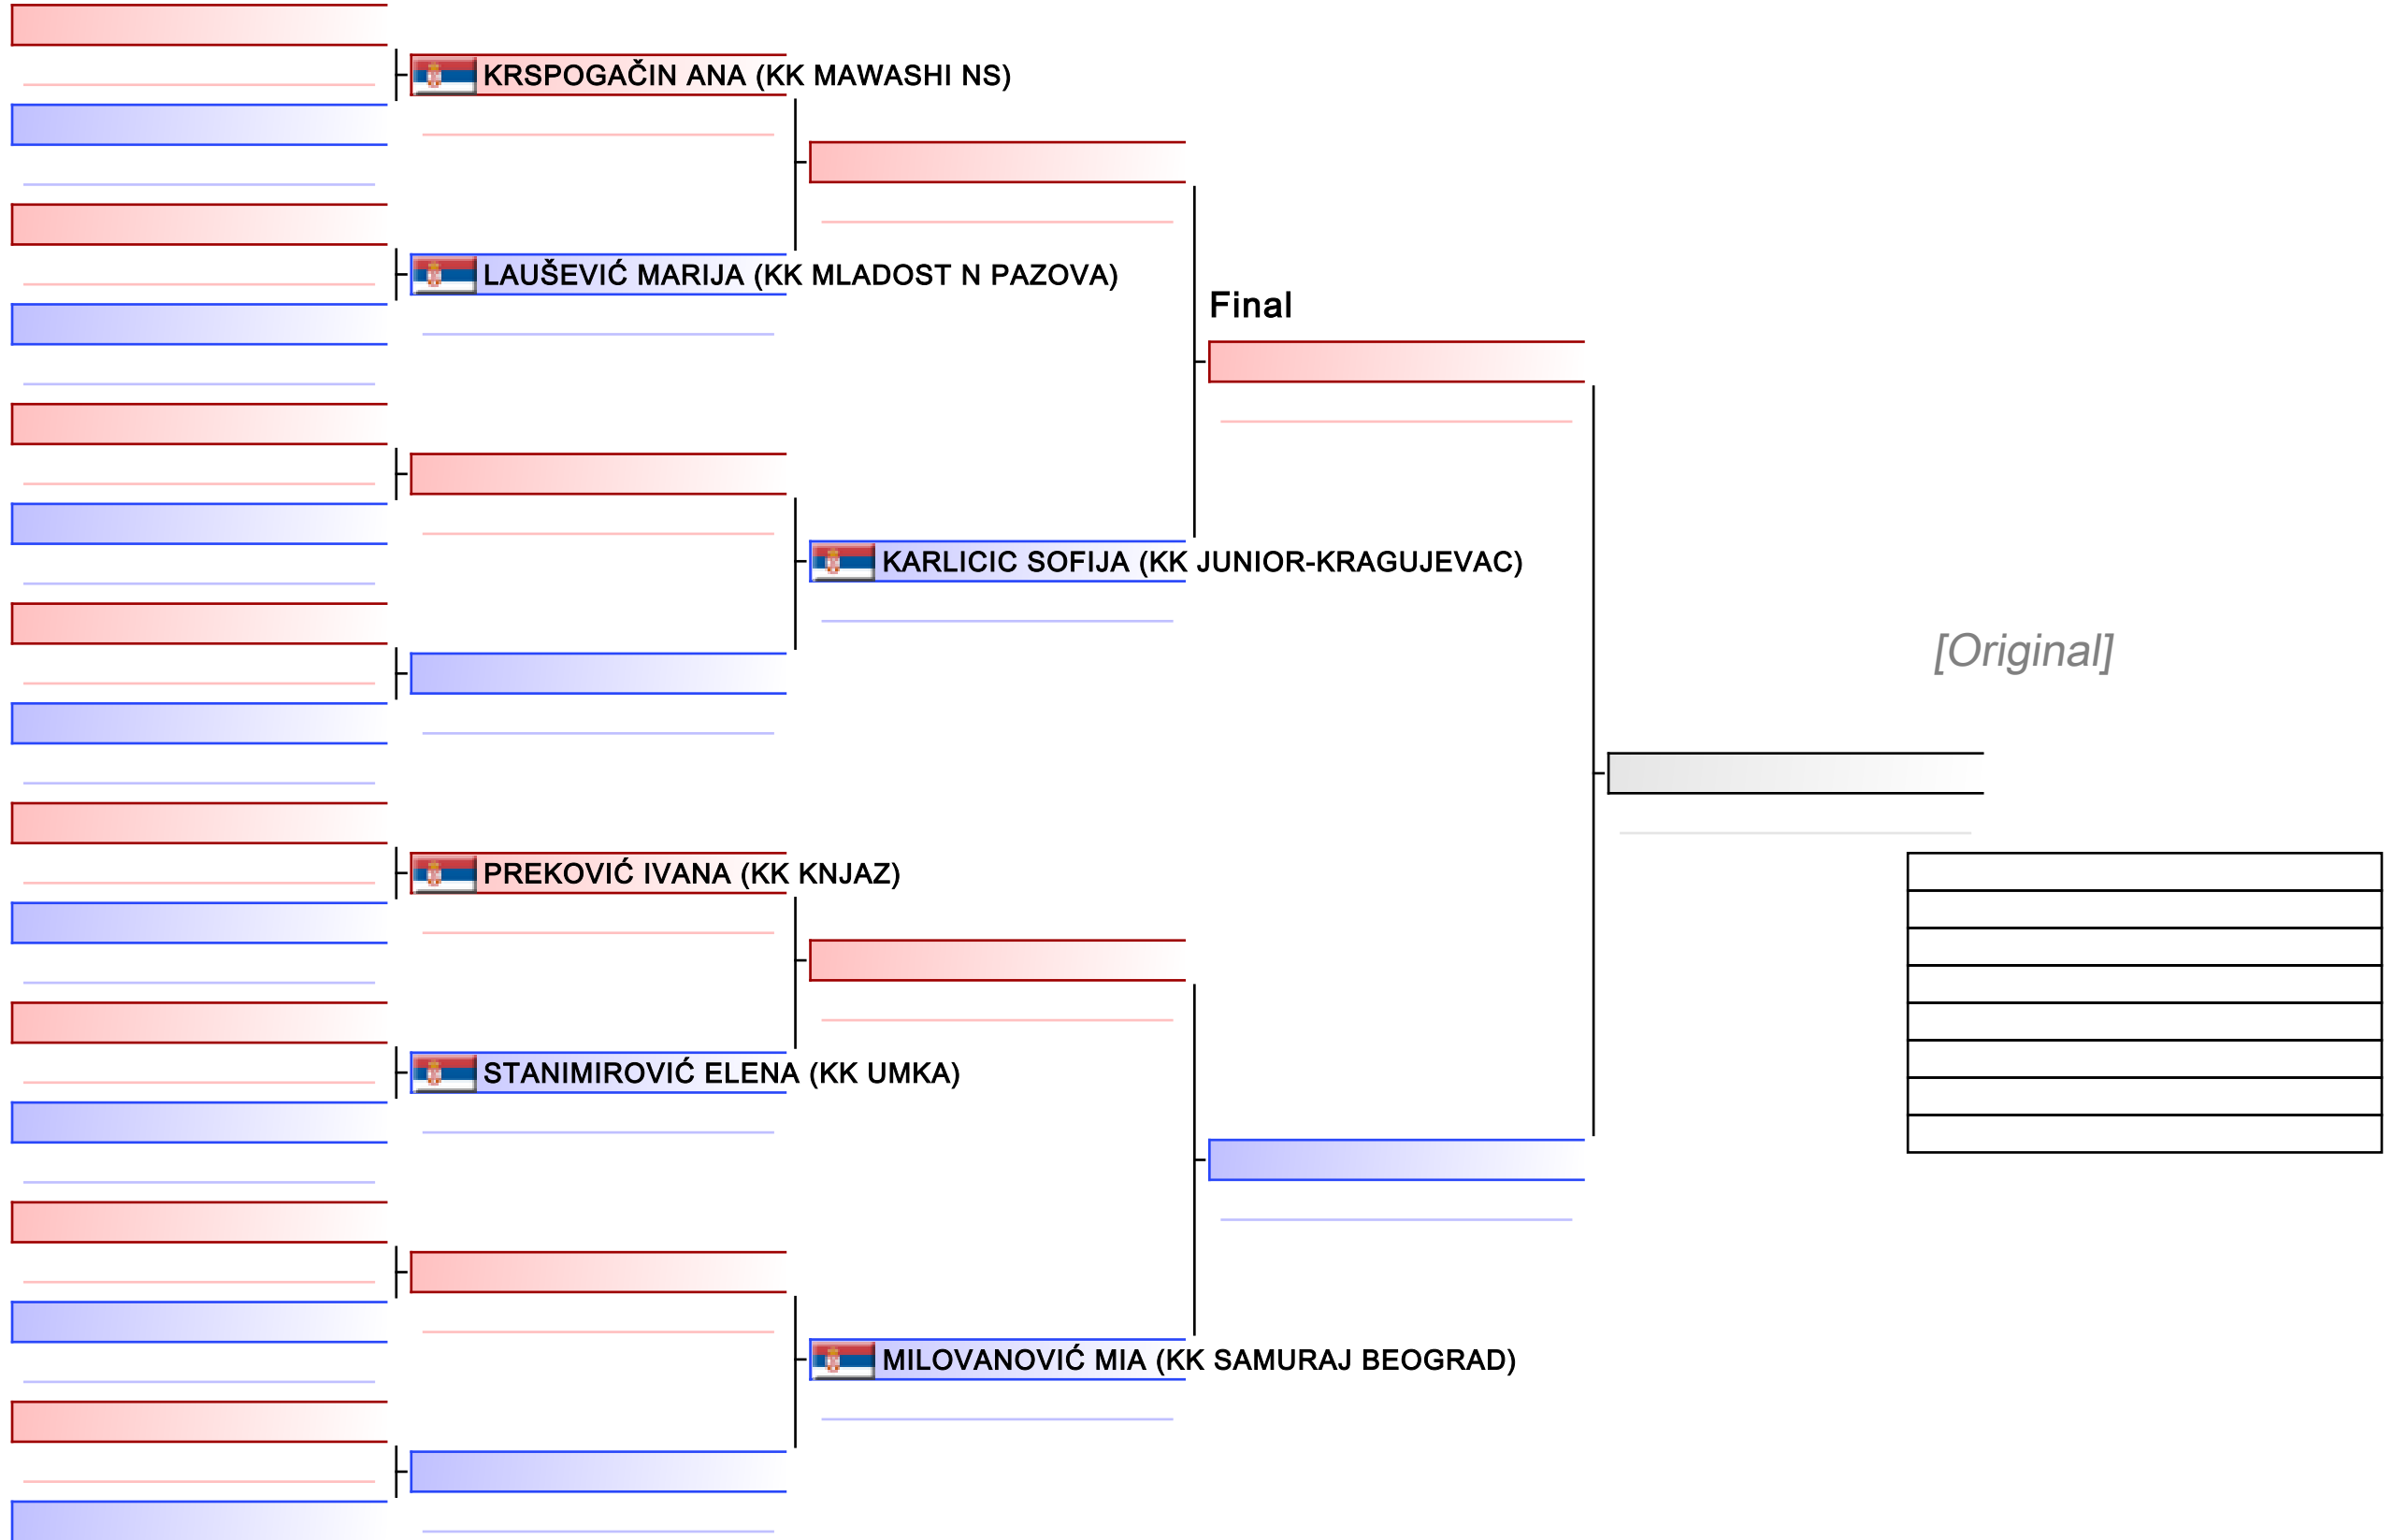 KRSPOGAČIN ANA (KK MAWASHI NS)
LAUŠEVIĆ MARIJA (KK MLADOST N PAZOVA)
Final
KARLICIC SOFIJA (KK JUNIOR-KRAGUJEVAC)
[Original]
PREKOVIĆ IVANA (KK KNJAZ)
STANIMIROVIĆ ELENA (KK UMKA)
MILOVANOVIĆ MIA (KK SAMURAJ BEOGRAD)